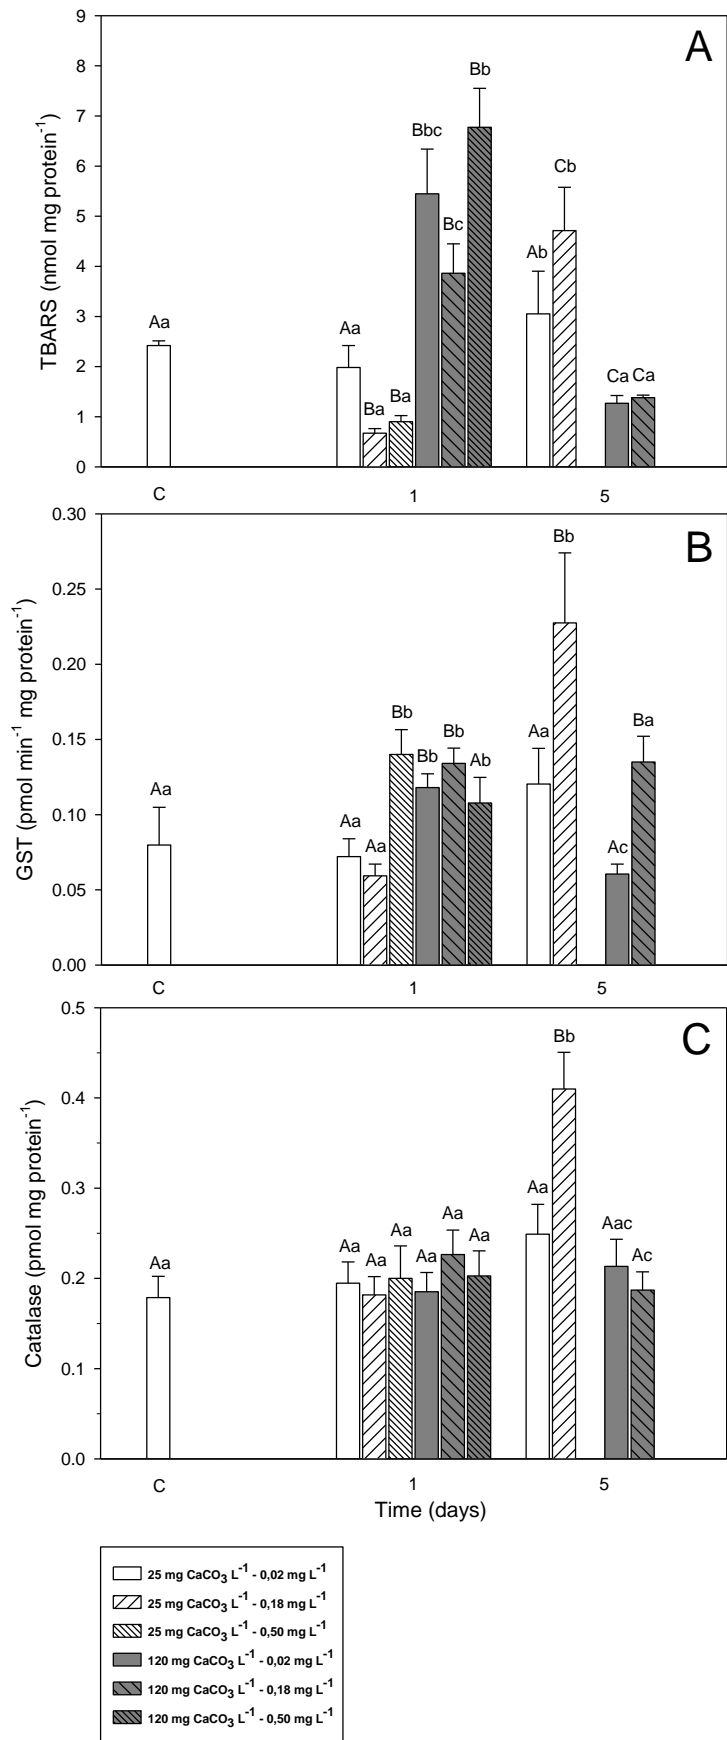 A
9
8
7
6
5
4
3
2
1
0
TBARS (nmol mg protein⁻¹)
Aa
Aa
Ba
Ba
Bbc
Bc
Bb
Ab
Cb
Ca
Ca
C
1
5
B
0.30
0.25
0.20
0.15
0.10
0.05
0.00
GST (pmol min⁻¹ mg protein⁻¹)
Aa
Aa
Aa
Bb
Bb
Bb
Ab
Aa
Bb
Ac
Ba
C
1
5
C
0.5
0.4
0.3
0.2
0.1
0.0
Catalase (pmol mg protein⁻¹)
Aa
Aa
Aa
Aa
Aa
Aa
Aa
Aa
Bb
Aac
Ac
C
1
5
Time (days)
25 mg CaCO₃ L⁻¹ - 0,02 mg L⁻¹
25 mg CaCO₃ L⁻¹ - 0,18 mg L⁻¹
25 mg CaCO₃ L⁻¹ - 0,50 mg L⁻¹
120 mg CaCO₃ L⁻¹ - 0,02 mg L⁻¹
120 mg CaCO₃ L⁻¹ - 0,18 mg L⁻¹
120 mg CaCO₃ L⁻¹ - 0,50 mg L⁻¹